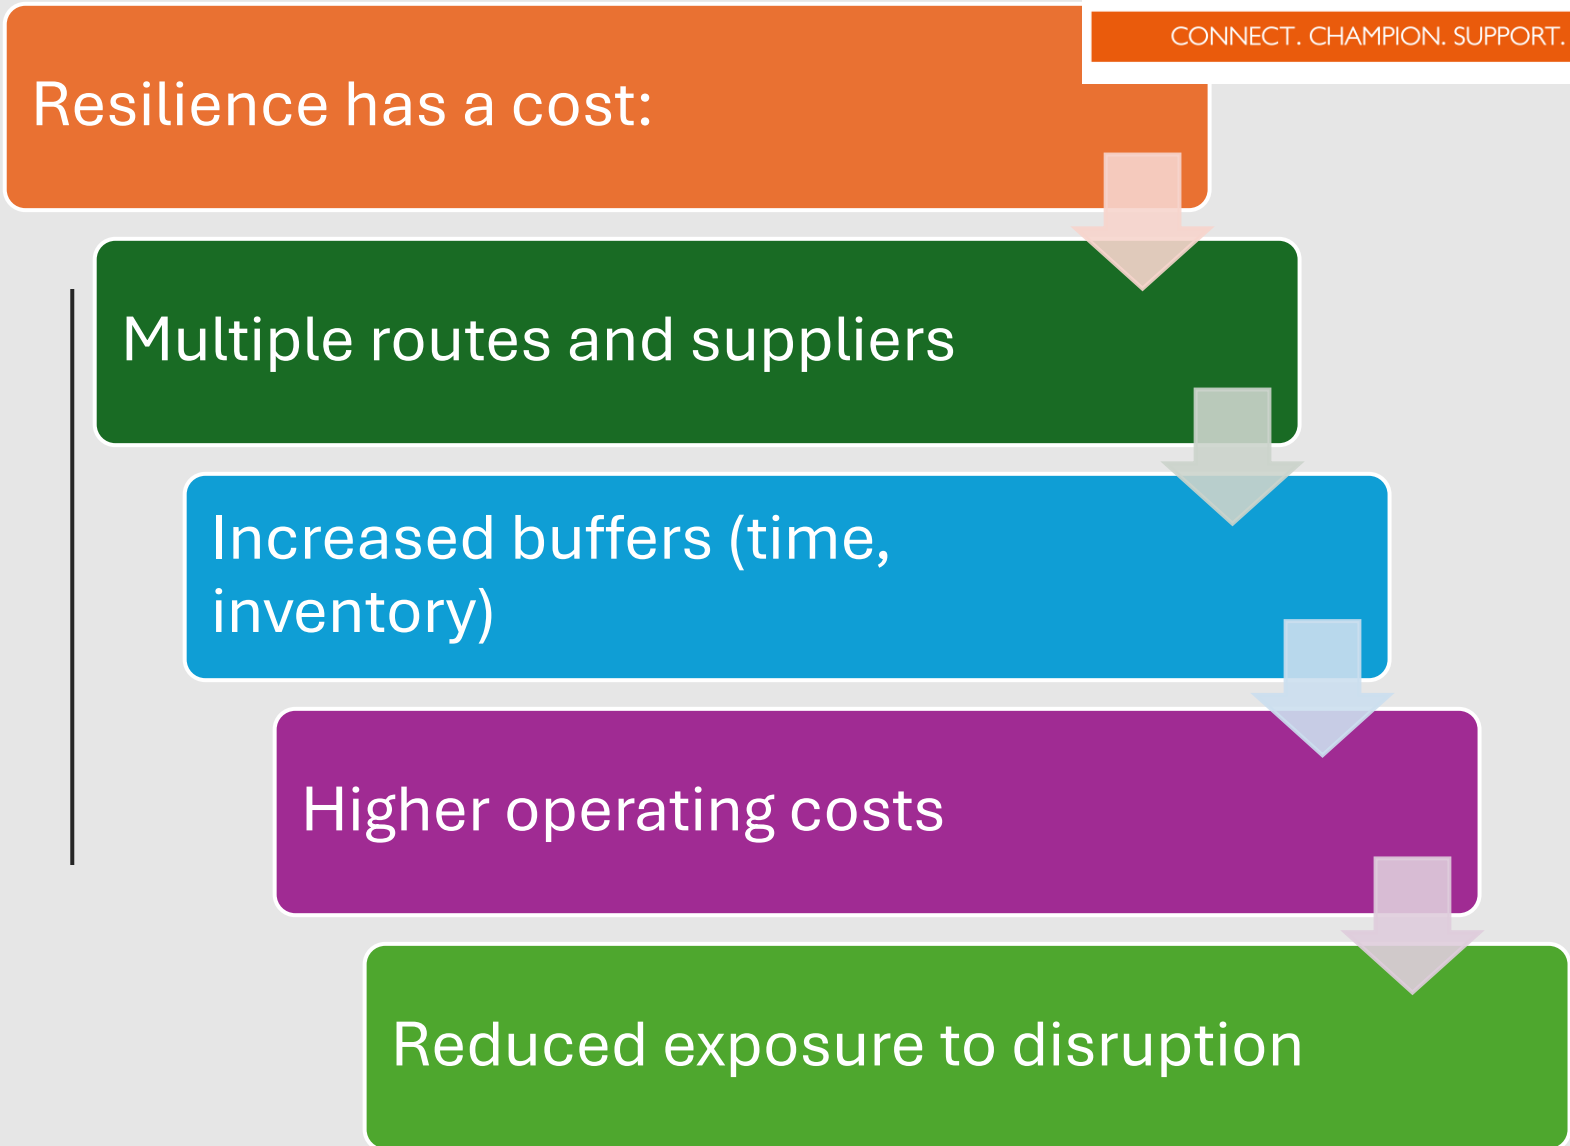 CONNECT. CHAMPION. SUPPORT.
Resilience has a cost:
Multiple routes and suppliers
Increased buffers (time,
inventory)
Higher operating costs
Reduced exposure to disruption